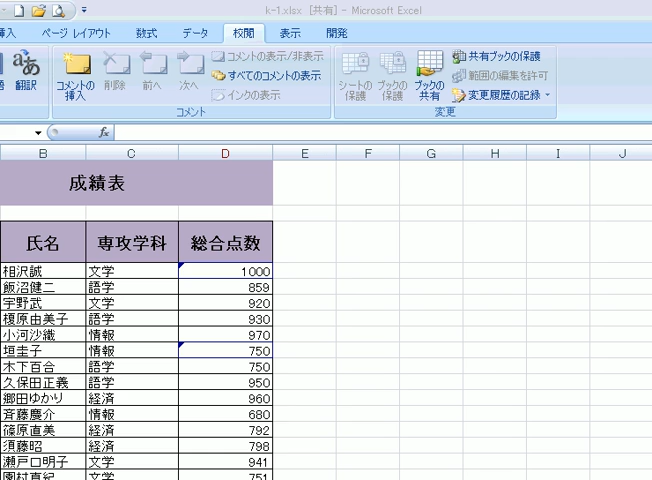 k-1.xlsx [共有] - Microsoft Excel
挿入 ページ レイアウト 数式 データ 校閲 表示 開発
翻訳 コメントの挿入 削除 前へ 次へ
コメントの表示/非表示
すべてのコメントの表示
インクの表示
シートの保護 ブックの保護 ブックの共有
共有ブックの保護
範囲の編集を許可
変更履歴の記録
コメント 変更
fx
B C D E F G H I J
成績表
氏名 専攻学科 総合点数
相沢誠 文学 1000
飯沼健二 語学 859
宇野武 文学 920
榎原由美子 語学 930
小河沙織 情報 970
垣圭子 情報 750
木下百合 語学 750
久保田正義 語学 950
郷田ゆかり 経済 960
斉藤慶介 情報 680
篠原直美 経済 792
須藤昭 経済 798
瀬戸口明子 文学 941
園村真紀 文学 751